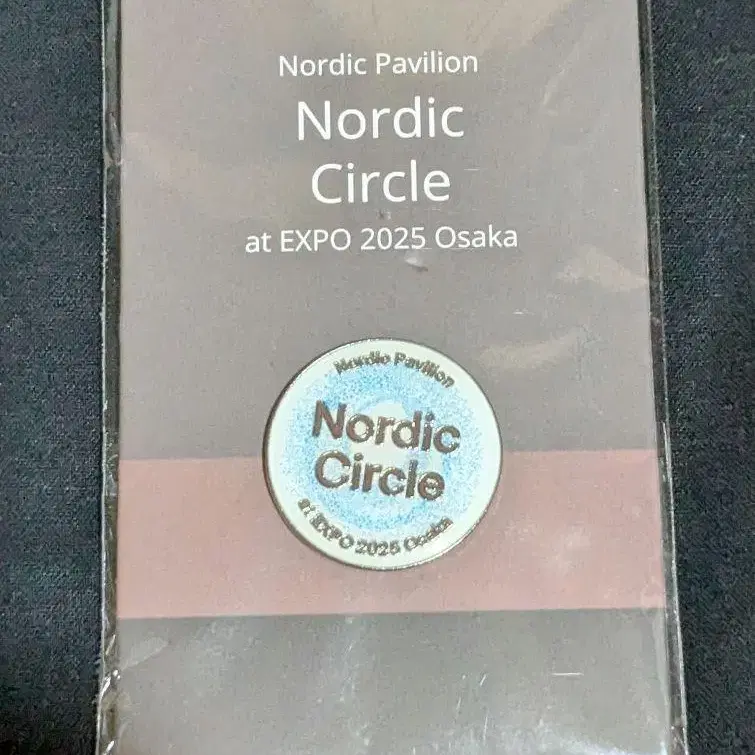 Nordic Pavilion
Nordic
Circle
at EXPO 2025 Osaka
Nordic Pavilion
Nordic
Circle
at EXPO 2025 Osaka